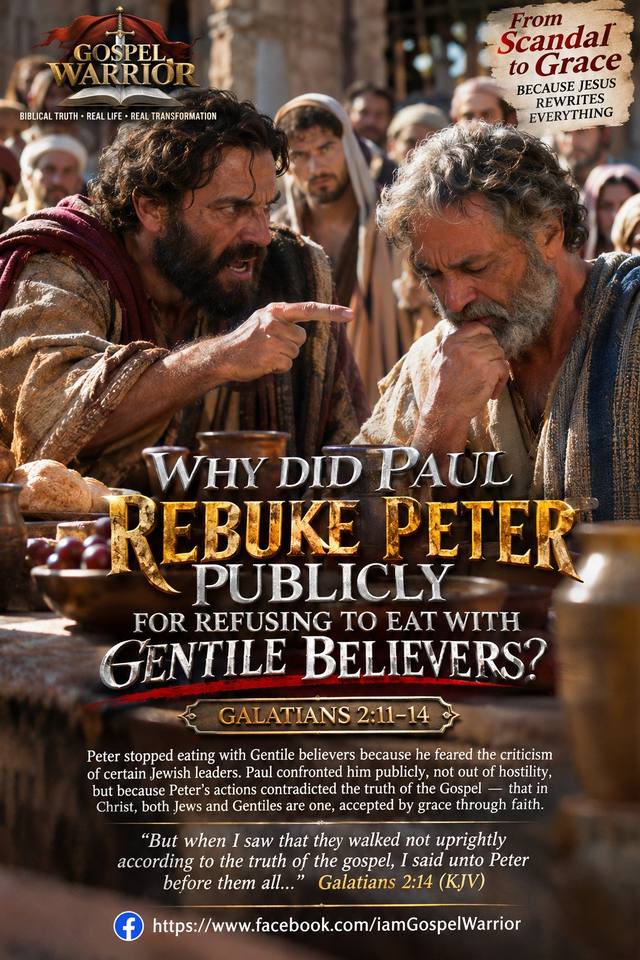 GOSPEL
WARRIOR
BIBLICAL TRUTH • REAL LIFE • REAL TRANSFORMATION
From
Scandal
to Grace
BECAUSE JESUS
REWRITES
EVERYTHING
WHY DID PAUL
REBUKE PETER
PUBLICLY
FOR REFUSING TO EAT WITH
GENTILE BELIEVERS?
GALATIANS 2:11–14
Peter stopped eating with Gentile believers because he feared the criticism
of certain Jewish leaders. Paul confronted him publicly, not out of hostility,
but because Peter's actions contradicted the truth of the Gospel — that in
Christ, both Jews and Gentiles are one, accepted by grace through faith.
“But when I saw that they walked not uprightly
according to the truth of the gospel, I said unto Peter
before them all...” Galatians 2:14 (KJV)
https://www.facebook.com/iamGospelWarrior